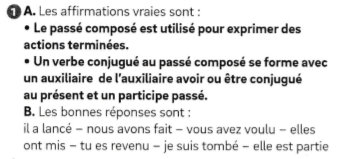 1 A. Les affirmations vraies sont :
• Le passé composé est utilisé pour exprimer des
actions terminées.
• Un verbe conjugué au passé composé se forme avec
un auxiliaire de l'auxiliaire avoir ou être conjugué
au présent et un participe passé.
B. Les bonnes réponses sont :
il a lancé – nous avons fait – vous avez voulu – elles
ont mis – tu es revenu – je suis tombé – elle est partie